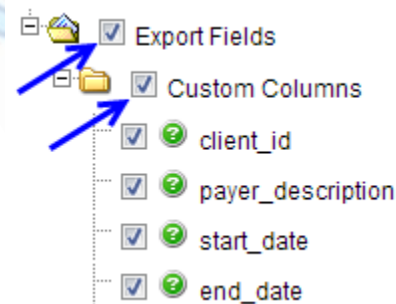 Export Fields
Custom Columns
client_id
payer_description
start_date
end_date